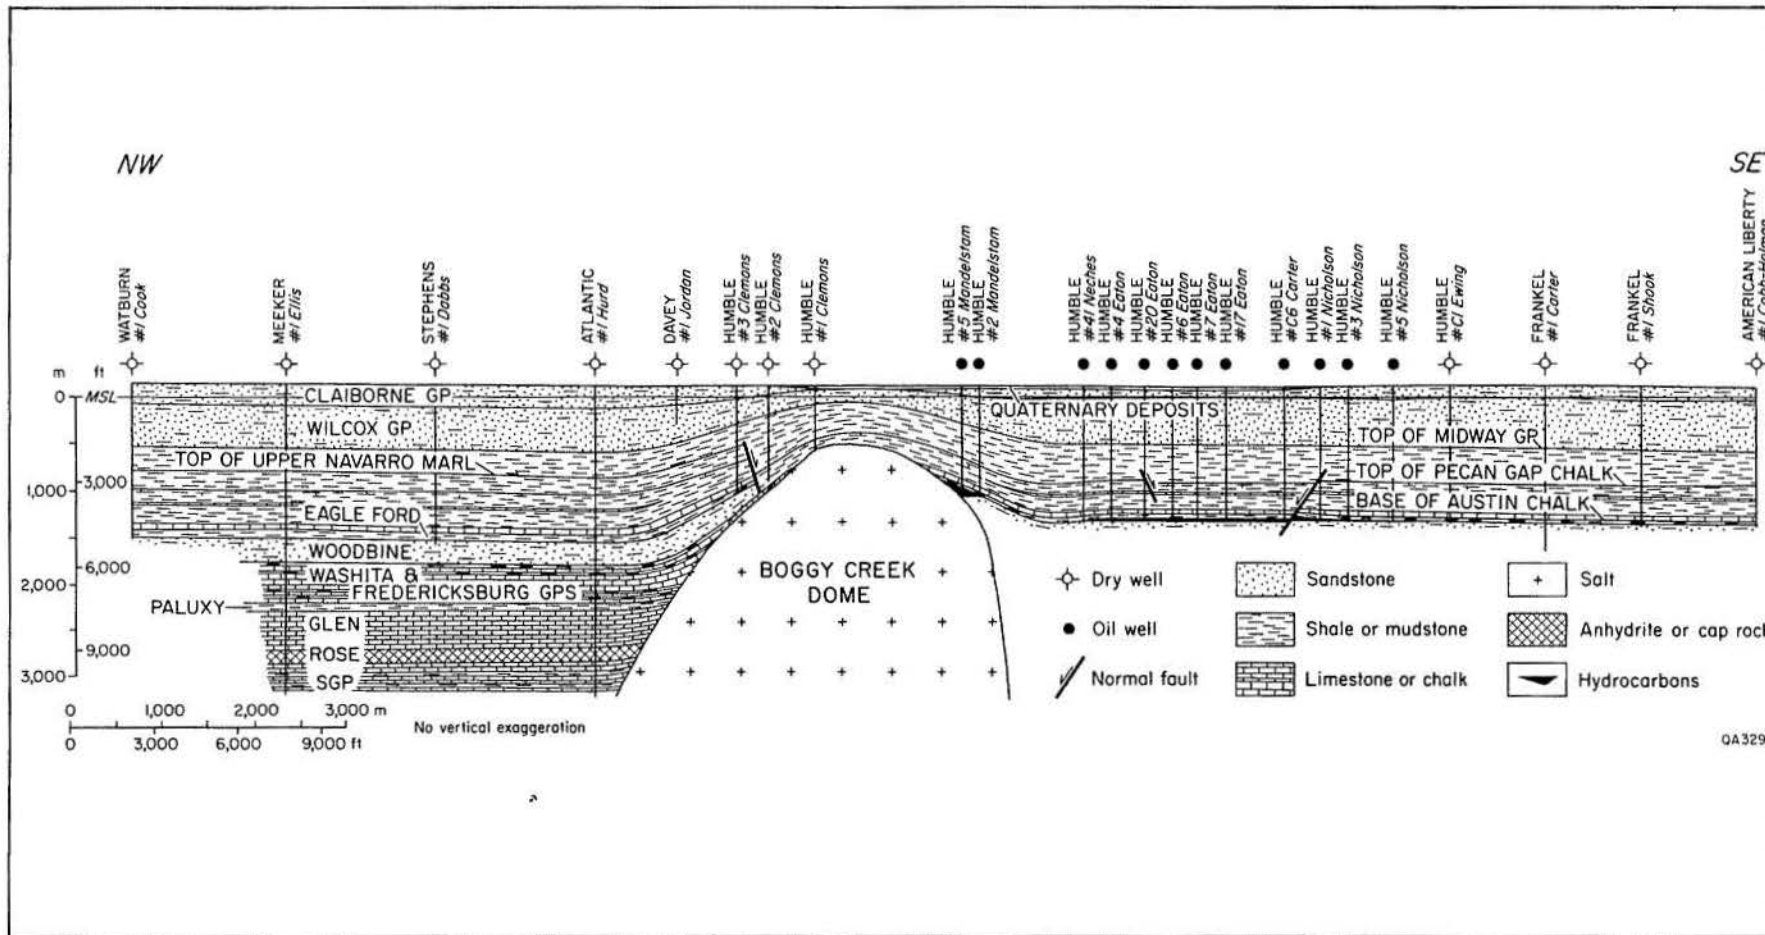 NW
SE
WATBURN
#1 Cook
MEEKER
#1 Ellis
STEPHENS
#1 Dabbs
ATLANTIC
#1 Hurd
DAVEY
#1 Jordan
HUMBLE
#3 Clemons
HUMBLE
#2 Clemons
HUMBLE
#1 Clemons
HUMBLE
#5 Mandelstam
HUMBLE
#2 Mandelstam
HUMBLE
#41 Neches
HUMBLE
#4 Eaton
HUMBLE
#20 Eaton
HUMBLE
#6 Eaton
HUMBLE
#7 Eaton
HUMBLE
#17 Eaton
HUMBLE
#C6 Carter
HUMBLE
#1 Nicholson
HUMBLE
#3 Nicholson
HUMBLE
#5 Nicholson
HUMBLE
#C1 Ewing
FRANKEL
#1 Carter
FRANKEL
#1 Shook
AMERICAN LIBERTY
m ft
0 MSL
3,000
1,000
6,000
2,000
9,000
3,000
CLAIBORNE GP
WILCOX GP
TOP OF UPPER NAVARRO MARL
EAGLE FORD
WOODBINE
WASHITA &
FREDERICKSBURG GPS
PALUXY
GLEN
ROSE
SGP
QUATERNARY DEPOSITS
TOP OF MIDWAY GP
TOP OF PECAN GAP CHALK
BASE OF AUSTIN CHALK
BOGGY CREEK
DOME
Dry well
Oil well
Normal fault
Sandstone
Shale or mudstone
Limestone or chalk
+ Salt
Anhydrite or cap rock
Hydrocarbons
0 1,000 2,000 3,000 m
0 3,000 6,000 9,000 ft
No vertical exaggeration
QA329